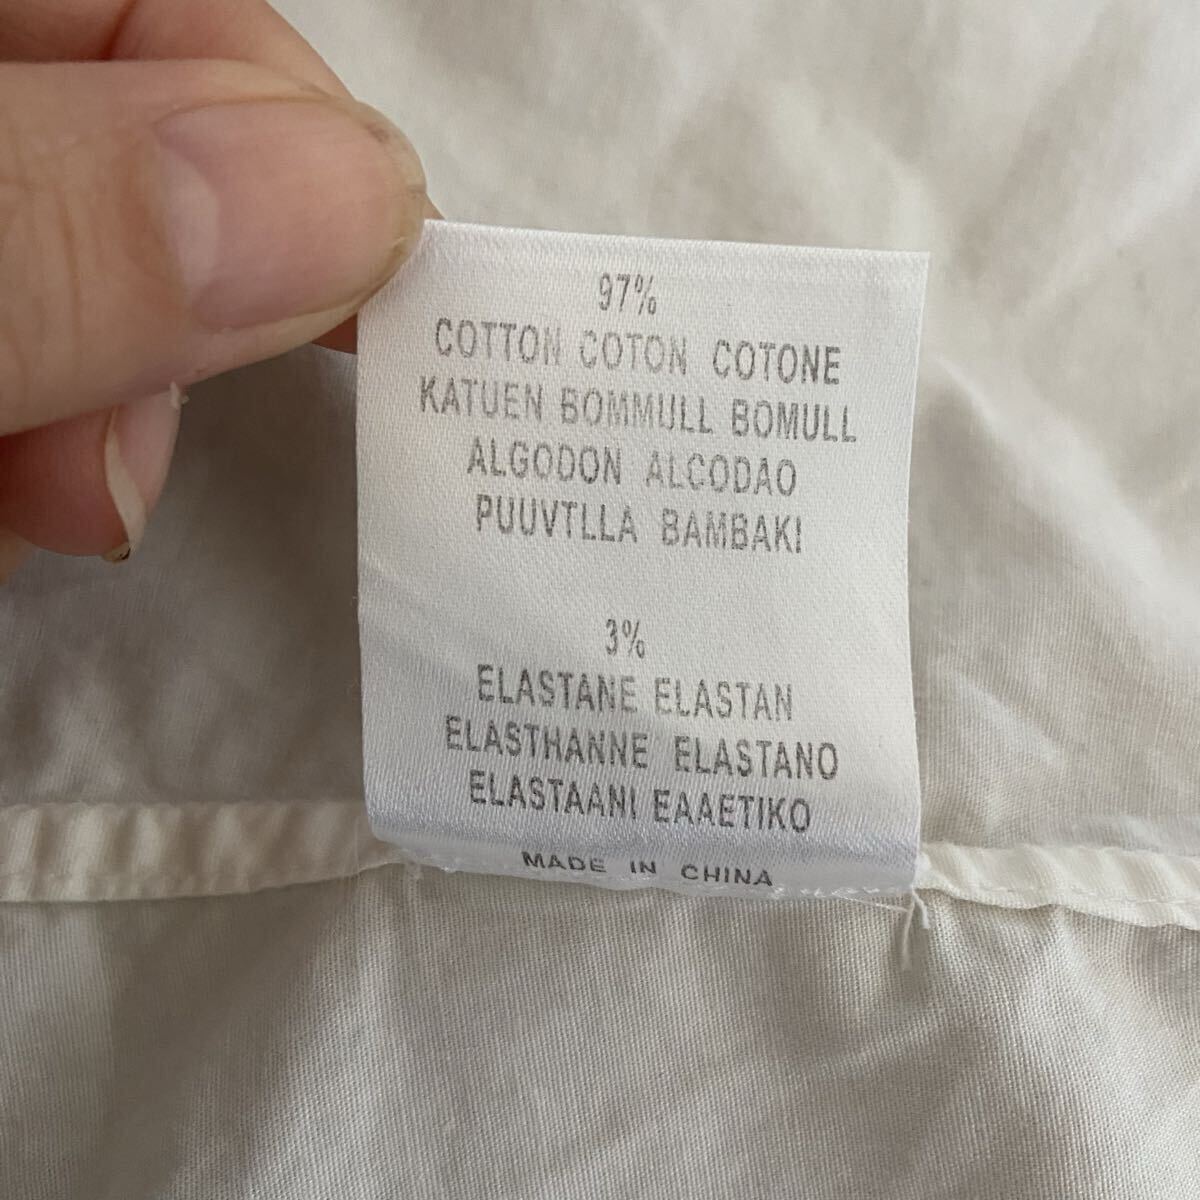 97%
COTTON COTON COTONE
KATUEN BOMMULL BOMULL
ALGODON ALCODAO
PUUVTLLA BAMBAKI
3%
ELASTANE ELASTAN
ELASTHANNE ELASTANO
ELASTAANI EAAETIKO
MADE IN CHINA